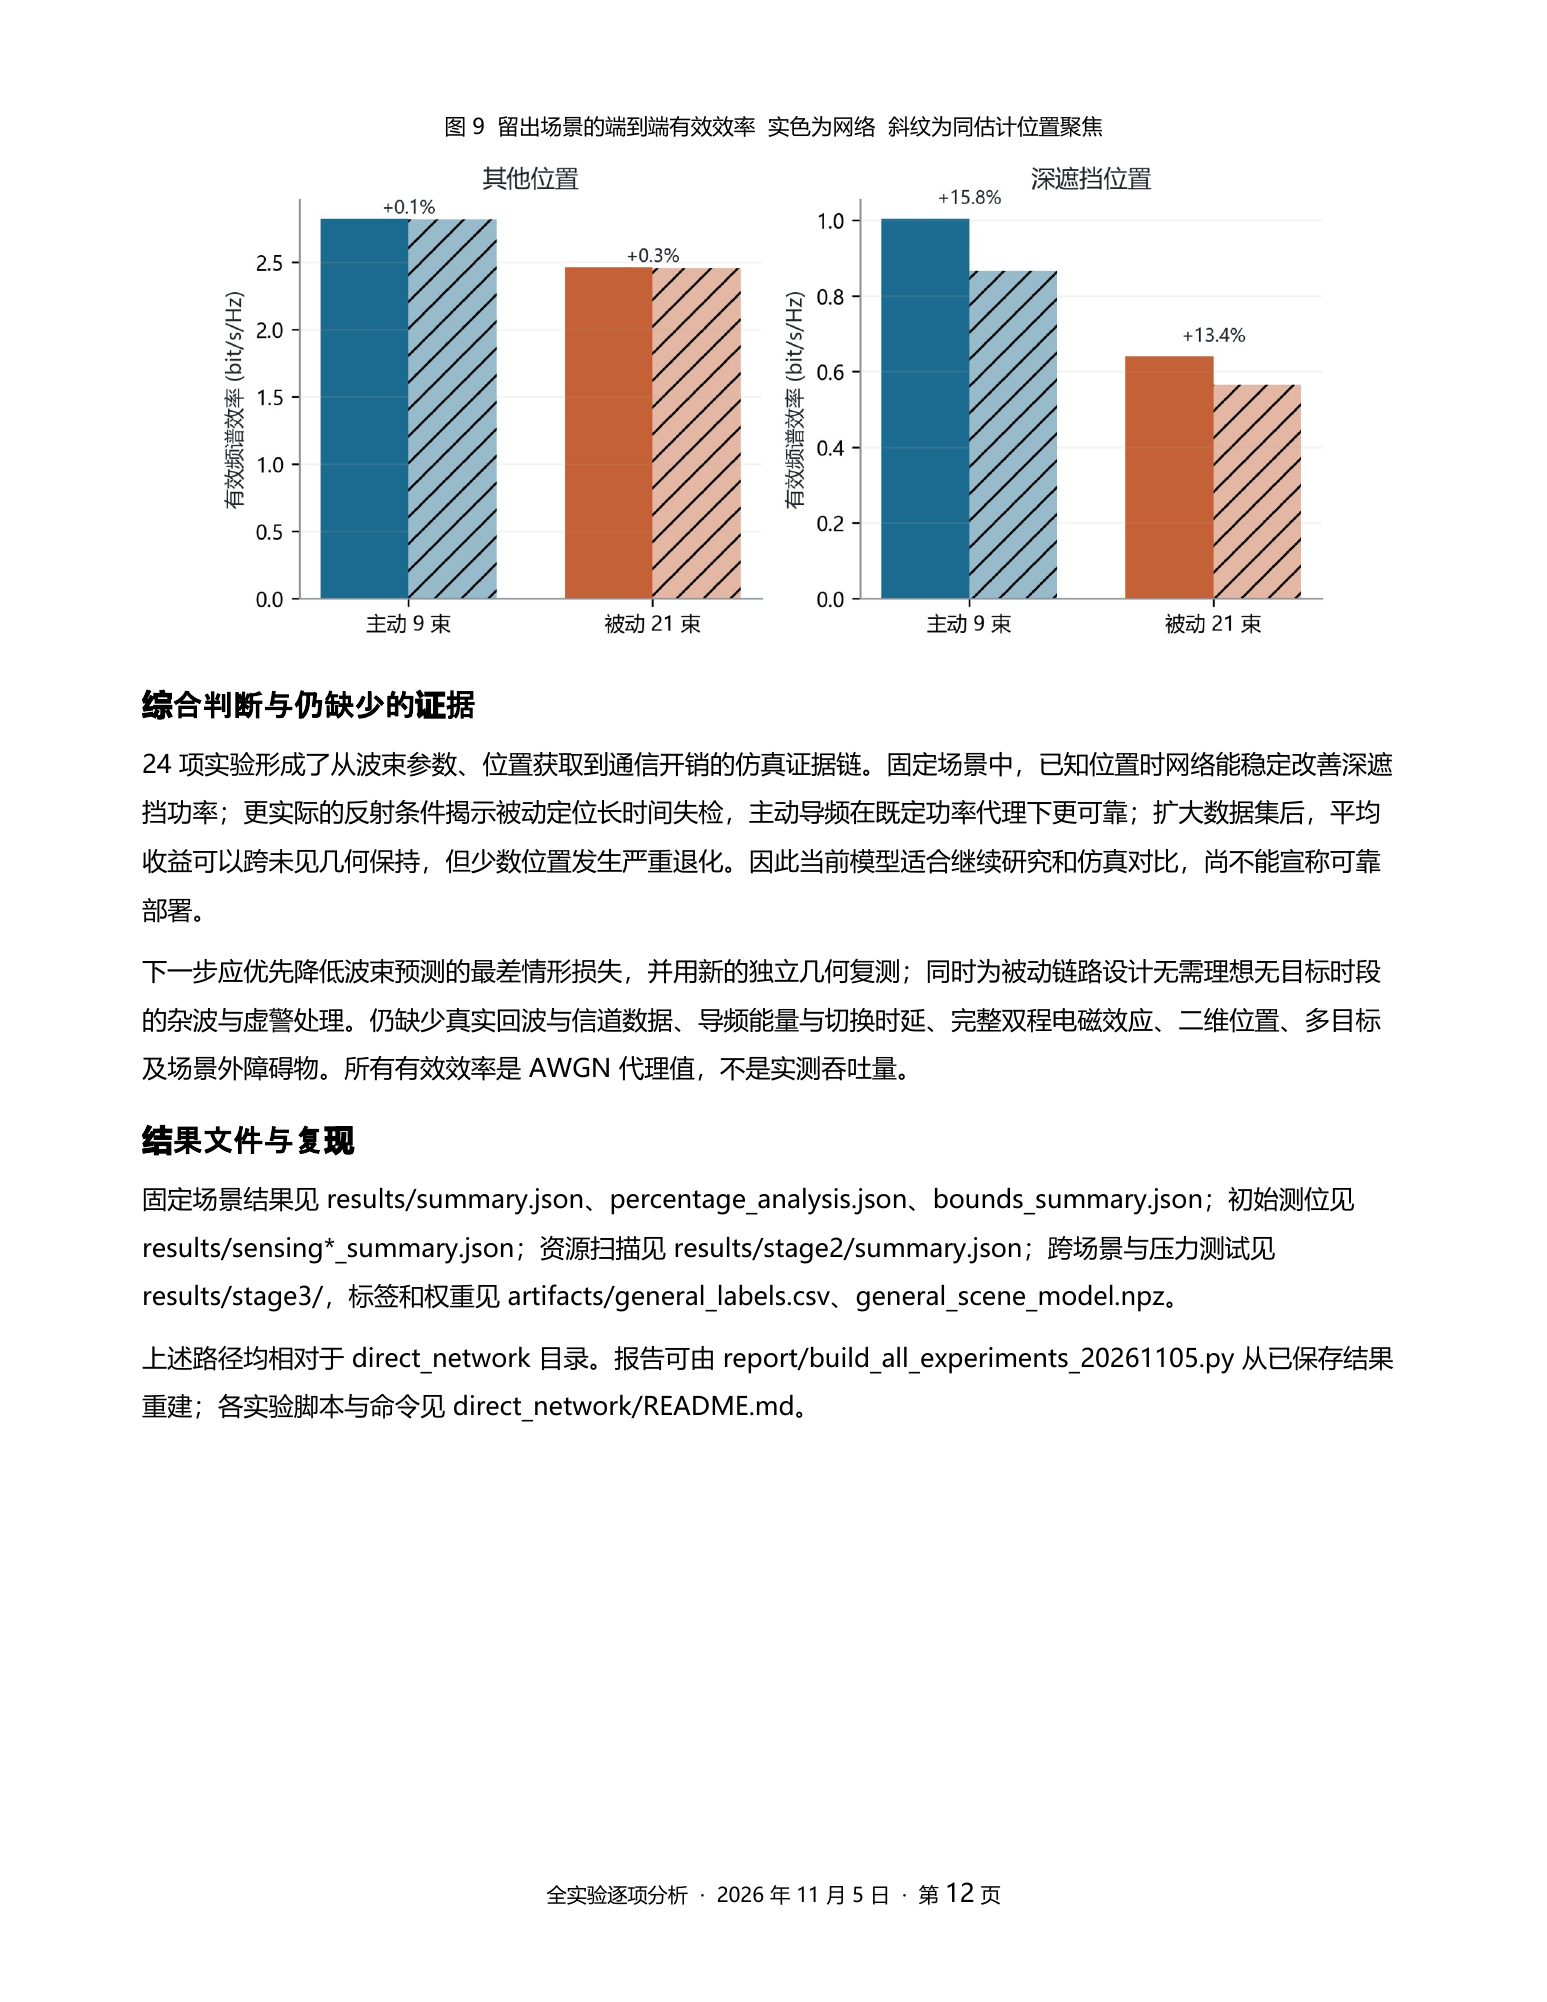 图 9 留出场景的端到端有效效率 实色为网络 斜纹为同估计位置聚焦
其他位置
+0.1%
+0.3%
有效频谱效率 (bit/s/Hz)
2.5
2.0
1.5
1.0
0.5
0.0
主动 9 束
被动 21 束
深遮挡位置
+15.8%
+13.4%
有效频谱效率 (bit/s/Hz)
1.0
0.8
0.6
0.4
0.2
0.0
主动 9 束
被动 21 束
综合判断与仍缺少的证据
24 项实验形成了从波束参数、位置获取到通信开销的仿真证据链。固定场景中，已知位置时网络能稳定改善深遮
挡功率；更实际的反射条件揭示被动定位长时间失检，主动导频在既定功率代理下更可靠；扩大数据集后，平均
收益可以跨未见几何保持，但少数位置发生严重退化。因此当前模型适合继续研究和仿真对比，尚不能宣称可靠
部署。
下一步应优先降低波束预测的最差情形损失，并用新的独立几何复测；同时为被动链路设计无需理想无目标时段
的杂波与虚警处理。仍缺少真实回波与信道数据、导频能量与切换时延、完整双程电磁效应、二维位置、多目标
及场景外障碍物。所有有效效率是 AWGN 代理值，不是实测吞吐量。
结果文件与复现
固定场景结果见 results/summary.json、percentage_analysis.json、bounds_summary.json；初始测位见
results/sensing*_summary.json；资源扫描见 results/stage2/summary.json；跨场景与压力测试见
results/stage3/，标签和权重见 artifacts/general_labels.csv、general_scene_model.npz。
上述路径均相对于 direct_network 目录。报告可由 report/build_all_experiments_20261105.py 从已保存结果
重建；各实验脚本与命令见 direct_network/README.md。
全实验逐项分析 · 2026 年 11 月 5 日 · 第 12 页